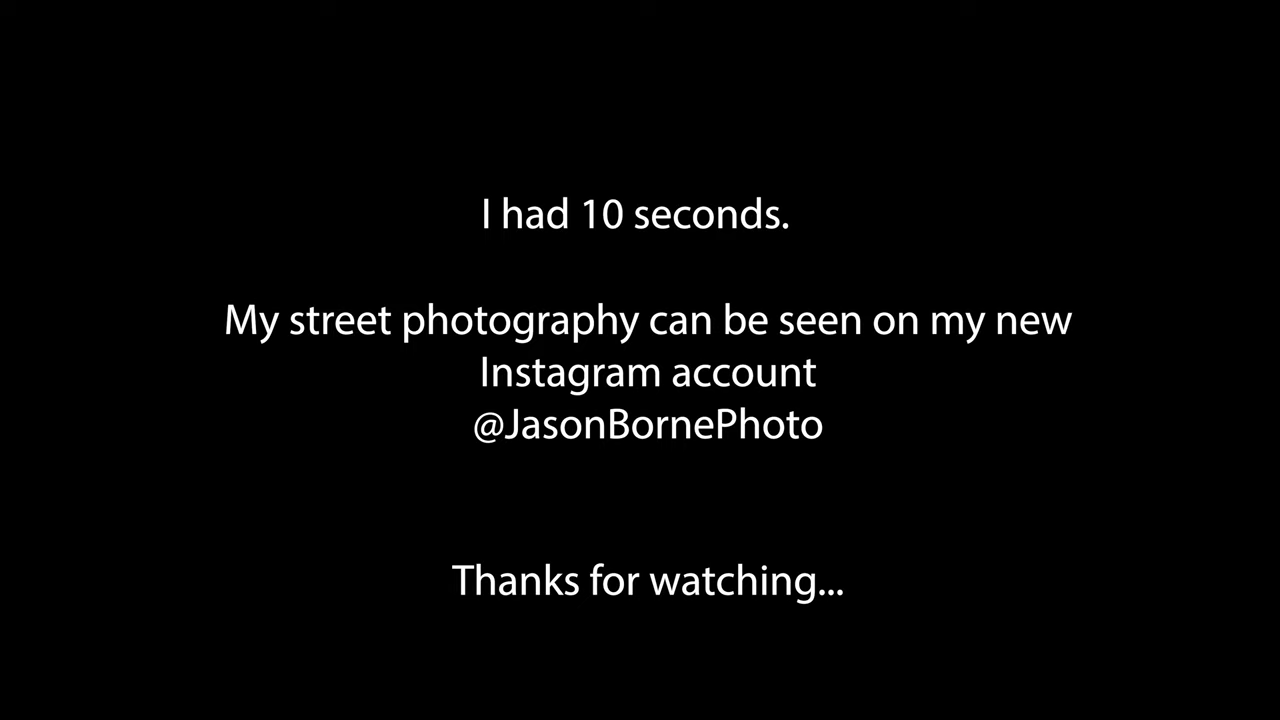 I had 10 seconds.
My street photography can be seen on my new
Instagram account
@JasonBornePhoto
Thanks for watching...